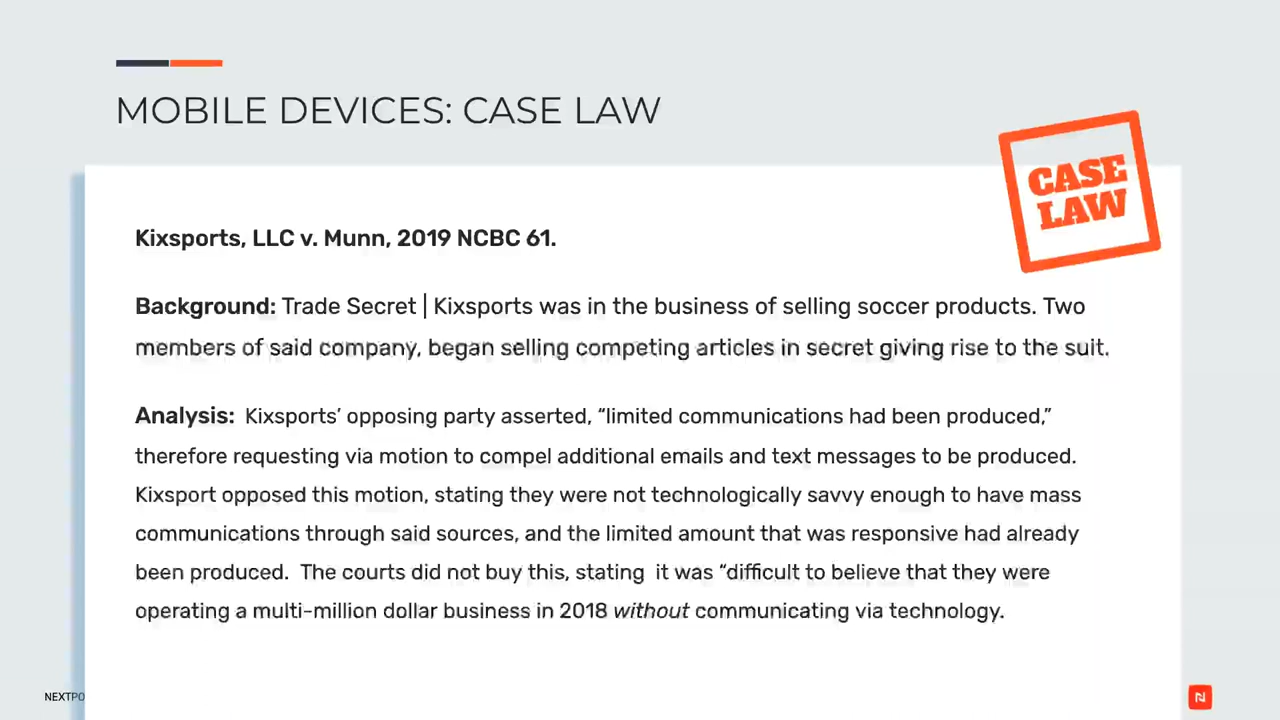 MOBILE DEVICES: CASE LAW
CASE
LAW
Kixsports, LLC v. Munn, 2019 NCBC 61.
Background: Trade Secret | Kixsports was in the business of selling soccer products. Two
members of said company, began selling competing articles in secret giving rise to the suit.
Analysis: Kixsports’ opposing party asserted, “limited communications had been produced,”
therefore requesting via motion to compel additional emails and text messages to be produced.
Kixsport opposed this motion, stating they were not technologically savvy enough to have mass
communications through said sources, and the limited amount that was responsive had already
been produced. The courts did not buy this, stating it was “difficult to believe that they were
operating a multi-million dollar business in 2018 without communicating via technology.
NEXTPO
N